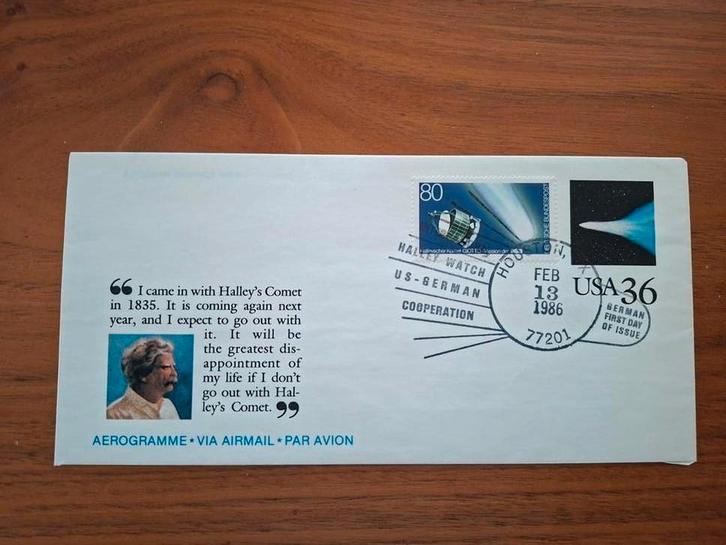 80
DEUTSCHE BUNDESPOST
HALLEY WATCH
US-GERMAN
COOPERATION
HOUSTON, TX
FEB
13
1986
77201
USA 36
GERMAN
FIRST DAY
OF ISSUE
“ I came in with Halley's Comet
in 1835. It is coming again next
year, and I expect to go out with
it. It will be
the greatest dis-
appointment of
my life if I don't
go out with Hal-
ley's Comet. ”
AEROGRAMME ★ VIA AIRMAIL ★ PAR AVION